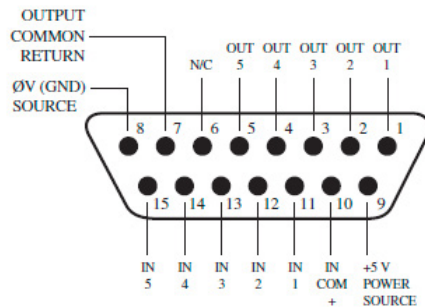 OUTPUT
COMMON
RETURN
ØV (GND)
SOURCE
N/C
OUT
5
OUT
4
OUT
3
OUT
2
OUT
1
8 7 6 5 4 3 2 1
15 14 13 12 11 10 9
IN
5
IN
4
IN
3
IN
2
IN
1
IN
COM
+
+5 V
POWER
SOURCE